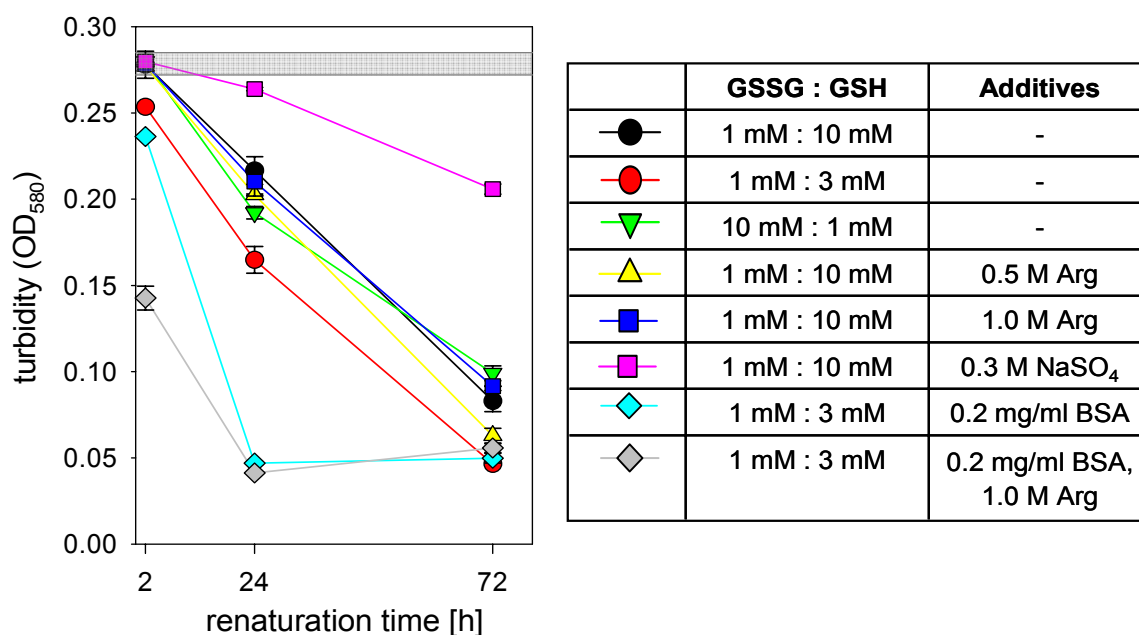 0.30
0.25
0.20
0.15
0.10
0.05
0.00
turbidity (OD₅₈₀)
2 24 72
renaturation time [h]
GSSG : GSH Additives
1 mM : 10 mM -
1 mM : 3 mM -
10 mM : 1 mM -
1 mM : 10 mM 0.5 M Arg
1 mM : 10 mM 1.0 M Arg
1 mM : 10 mM 0.3 M NaSO₄
1 mM : 3 mM 0.2 mg/ml BSA
1 mM : 3 mM 0.2 mg/ml BSA,
1.0 M Arg